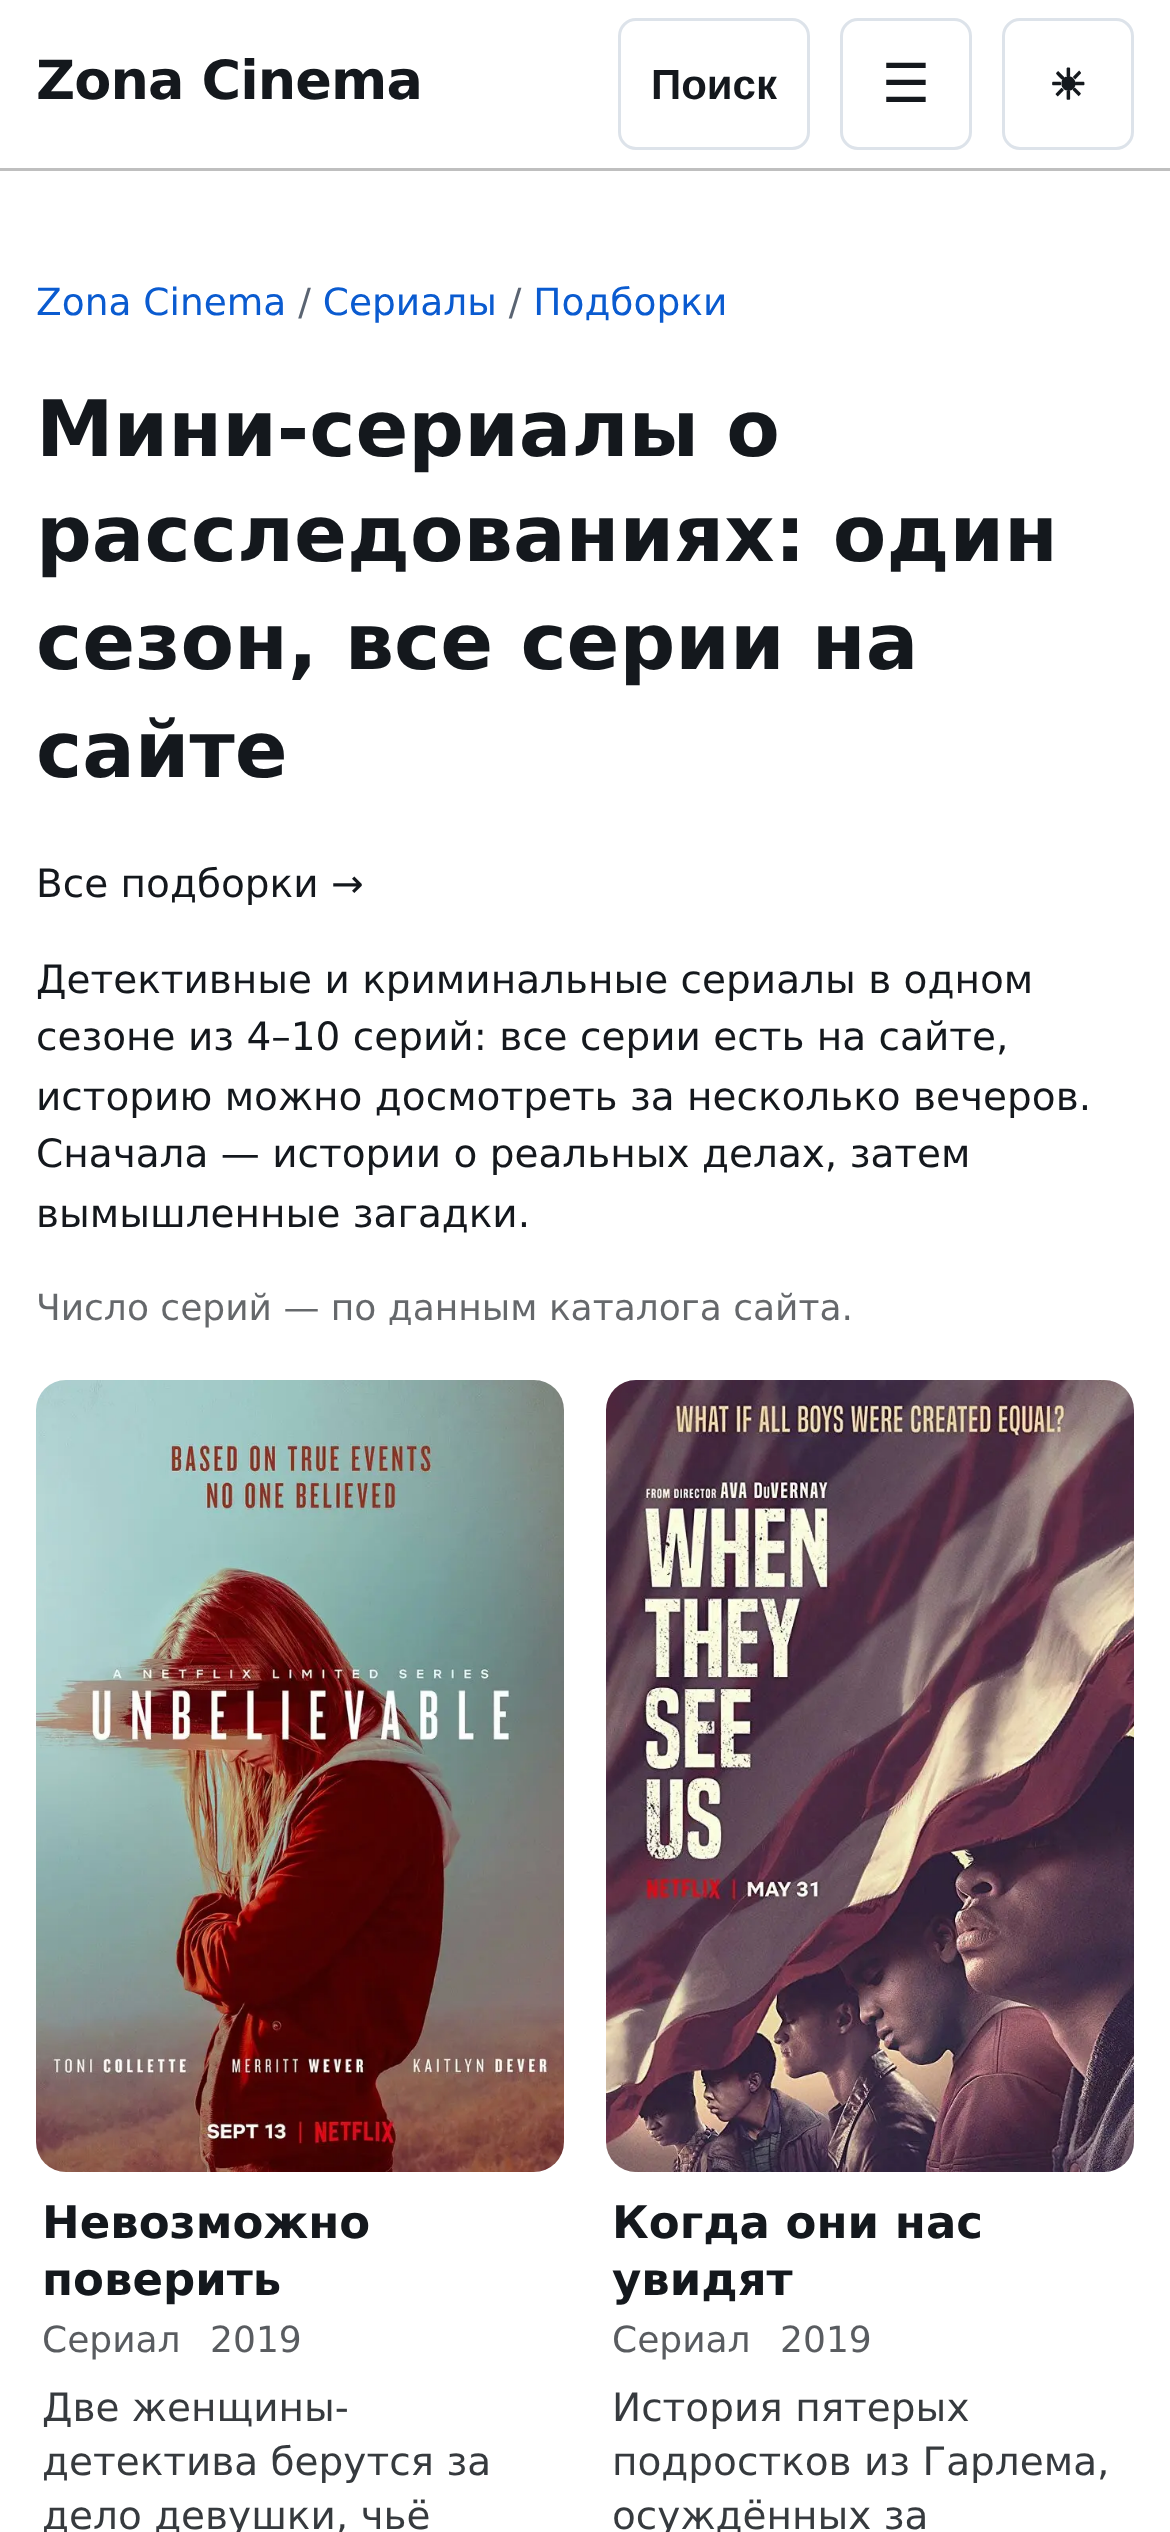 Zona Cinema
Поиск
☰
☀
Zona Cinema / Сериалы / Подборки
Мини-сериалы о
расследованиях: один
сезон, все серии на
сайте
Все подборки →
Детективные и криминальные сериалы в одном
сезоне из 4–10 серий: все серии есть на сайте,
историю можно досмотреть за несколько вечеров.
Сначала — истории о реальных делах, затем
вымышленные загадки.
Число серий — по данным каталога сайта.
BASED ON TRUE EVENTS
NO ONE BELIEVED
A NETFLIX LIMITED SERIES
UNBELIEVABLE
TONI COLLETTE MERRITT WEVER KAITLYN DEVER
SEPT 13 | NETFLIX
Невозможно
поверить
Сериал 2019
Две женщины-
детектива берутся за
дело девушки, чьё
WHAT IF ALL BOYS WERE CREATED EQUAL?
FROM DIRECTOR AVA DuVERNAY
WHEN
THEY
SEE
US
NETFLIX | MAY 31
Когда они нас
увидят
Сериал 2019
История пятерых
подростков из Гарлема,
осуждённых за